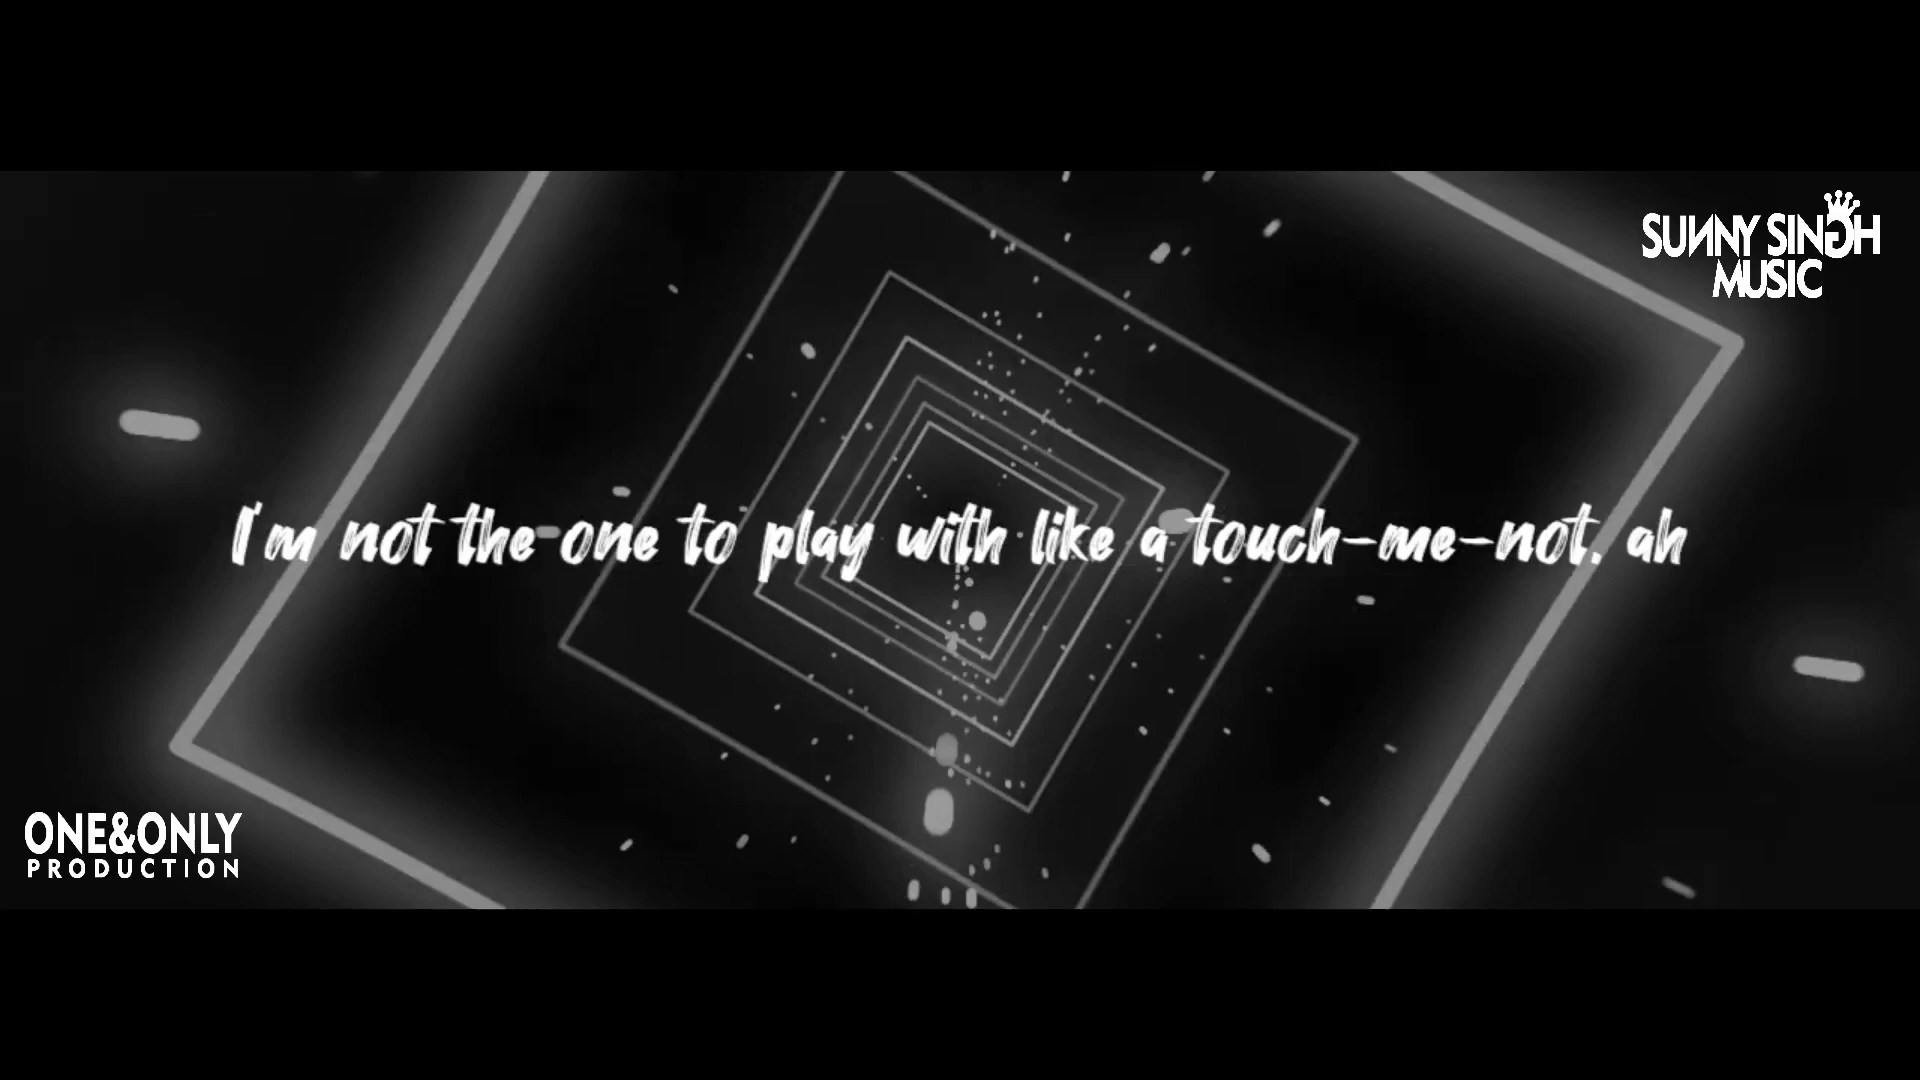 SUNNY SINGH
MUSIC
I'm not the one to play with like a touch-me-not, ah
ONE&ONLY
PRODUCTION